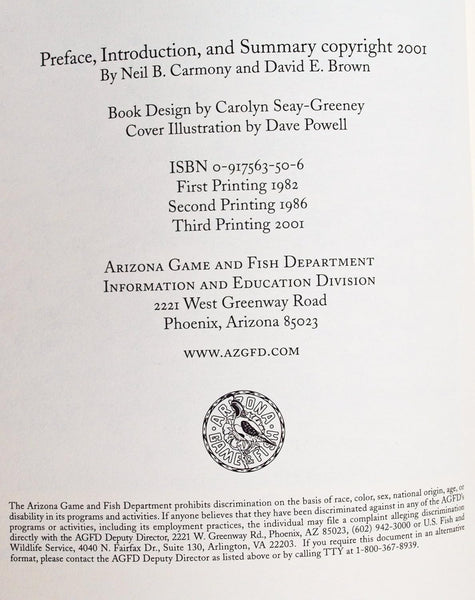 Preface, Introduction, and Summary copyright 2001
By Neil B. Carmony and David E. Brown
Book Design by Carolyn Seay-Greeney
Cover Illustration by Dave Powell
ISBN 0-917563-50-6
First Printing 1982
Second Printing 1986
Third Printing 2001
Arizona Game and Fish Department
Information and Education Division
2221 West Greenway Road
Phoenix, Arizona 85023
www.azgfd.com
ARIZONA
GAME & FISH
The Arizona Game and Fish Department prohibits discrimination on the basis of race, color, sex, national origin, age, or
disability in its programs and activities. If anyone believes that they have been discriminated against in any of the AGFD's
programs or activities, including its employment practices, the individual may file a complaint alleging discrimination
directly with the AGFD Deputy Director, 2221 W. Greenway Rd., Phoenix, AZ 85023, (602) 942-3000 or U.S. Fish and
Wildlife Service, 4040 N. Fairfax Dr., Suite 130, Arlington, VA 22203. If you require this document in an alternative
format, please contact the AGFD Deputy Director as listed above or by calling TTY at 1-800-367-8939.